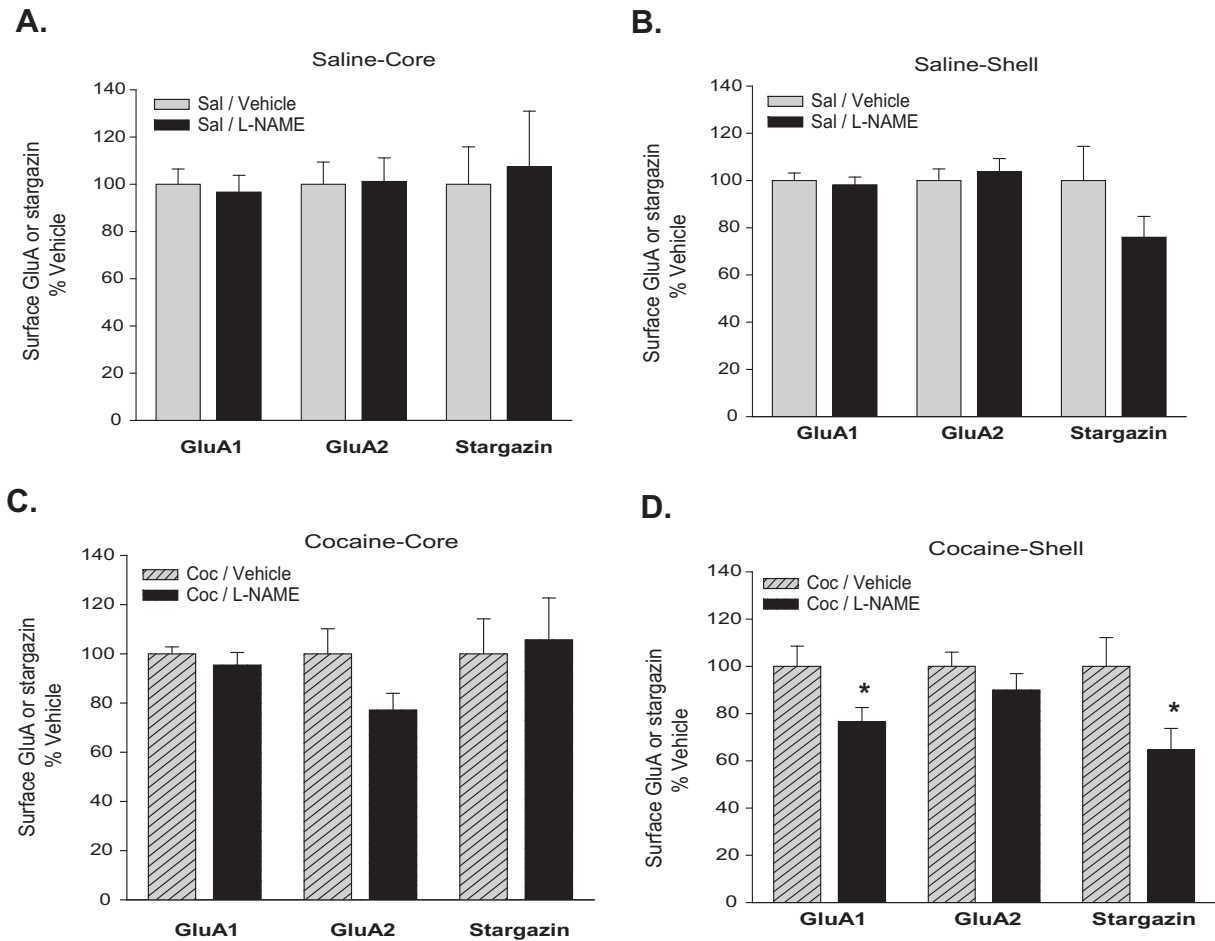 A.
Saline-Core
Sal / Vehicle
Sal / L-NAME
Surface GluA or stargazin
% Vehicle
140
120
100
80
60
40
20
0
GluA1 GluA2 Stargazin
B.
Saline-Shell
Sal / Vehicle
Sal / L-NAME
Surface GluA or stargazin
% Vehicle
140
120
100
80
60
40
20
0
GluA1 GluA2 Stargazin
C.
Cocaine-Core
Coc / Vehicle
Coc / L-NAME
Surface GluA or stargazin
% Vehicle
140
120
100
80
60
40
20
0
GluA1 GluA2 Stargazin
D.
Cocaine-Shell
Coc / Vehicle
Coc / L-NAME
Surface GluA or stargazin
% Vehicle
140
120
100
80
60
40
20
0
* *
GluA1 GluA2 Stargazin